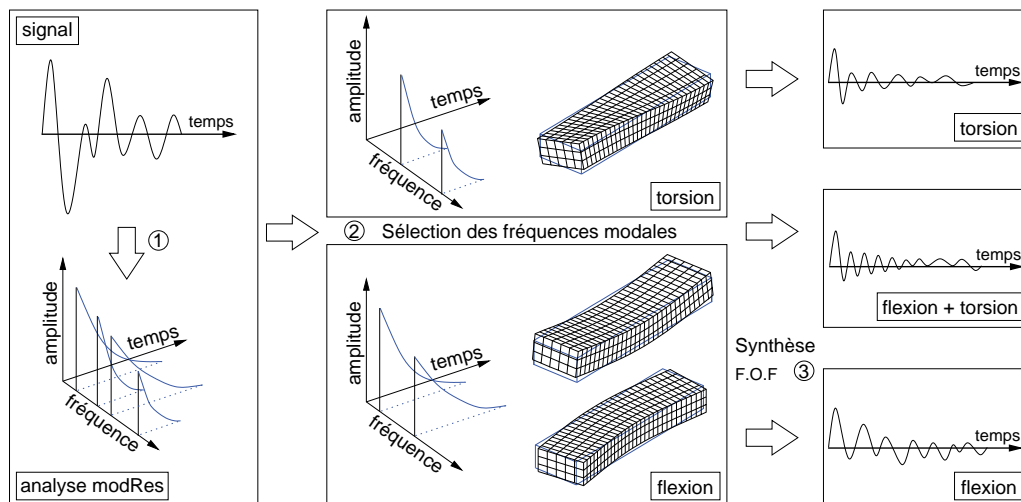 signal
temps
①
amplitude
temps
fréquence
analyse modRes
amplitude
temps
fréquence
torsion
② Sélection des fréquences modales
amplitude
temps
fréquence
flexion
Synthèse
F.O.F ③
temps
torsion
temps
flexion + torsion
temps
flexion